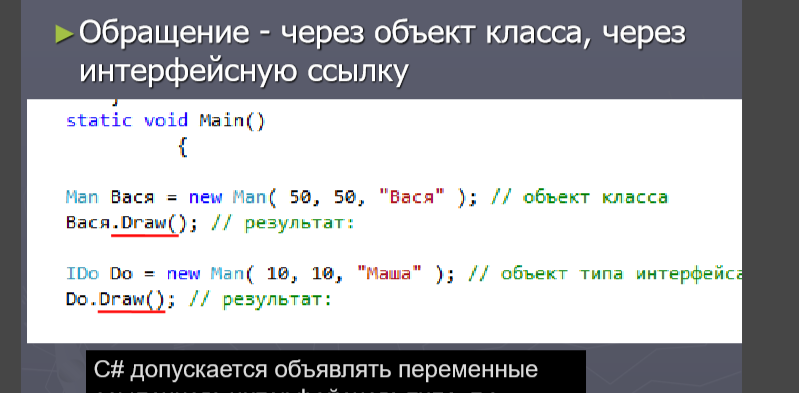 ►Обращение - через объект класса, через
интерфейсную ссылку
static void Main()
{
Man Вася = new Man( 50, 50, "Вася" ); // объект класса
Вася.Draw(); // результат:
IDo Do = new Man( 10, 10, "Маша" ); // объект типа интерфейса
Do.Draw(); // результат:
C# допускается объявлять переменные